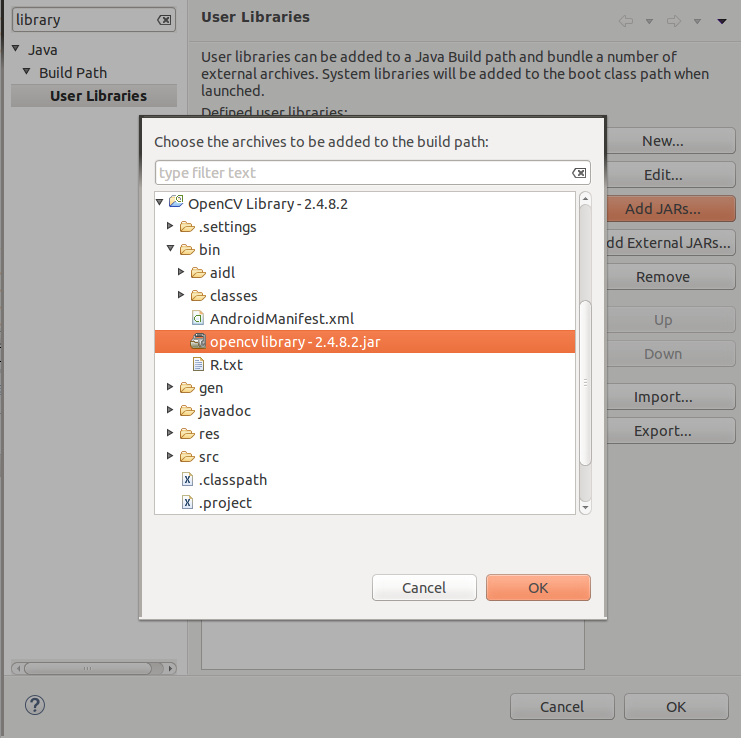 library
User Libraries
Java
Build Path
User Libraries
User libraries can be added to a Java Build path and bundle a number of
external archives. System libraries will be added to the boot class path when
launched.
Defined user libraries:
Choose the archives to be added to the build path:
type filter text
OpenCV Library - 2.4.8.2
.settings
bin
aidl
classes
AndroidManifest.xml
opencv library - 2.4.8.2.jar
R.txt
gen
javadoc
res
src
.classpath
.project
Cancel
OK
New...
Edit...
Add JARs...
dd External JARs...
Remove
Up
Down
Import...
Export...
Cancel
OK